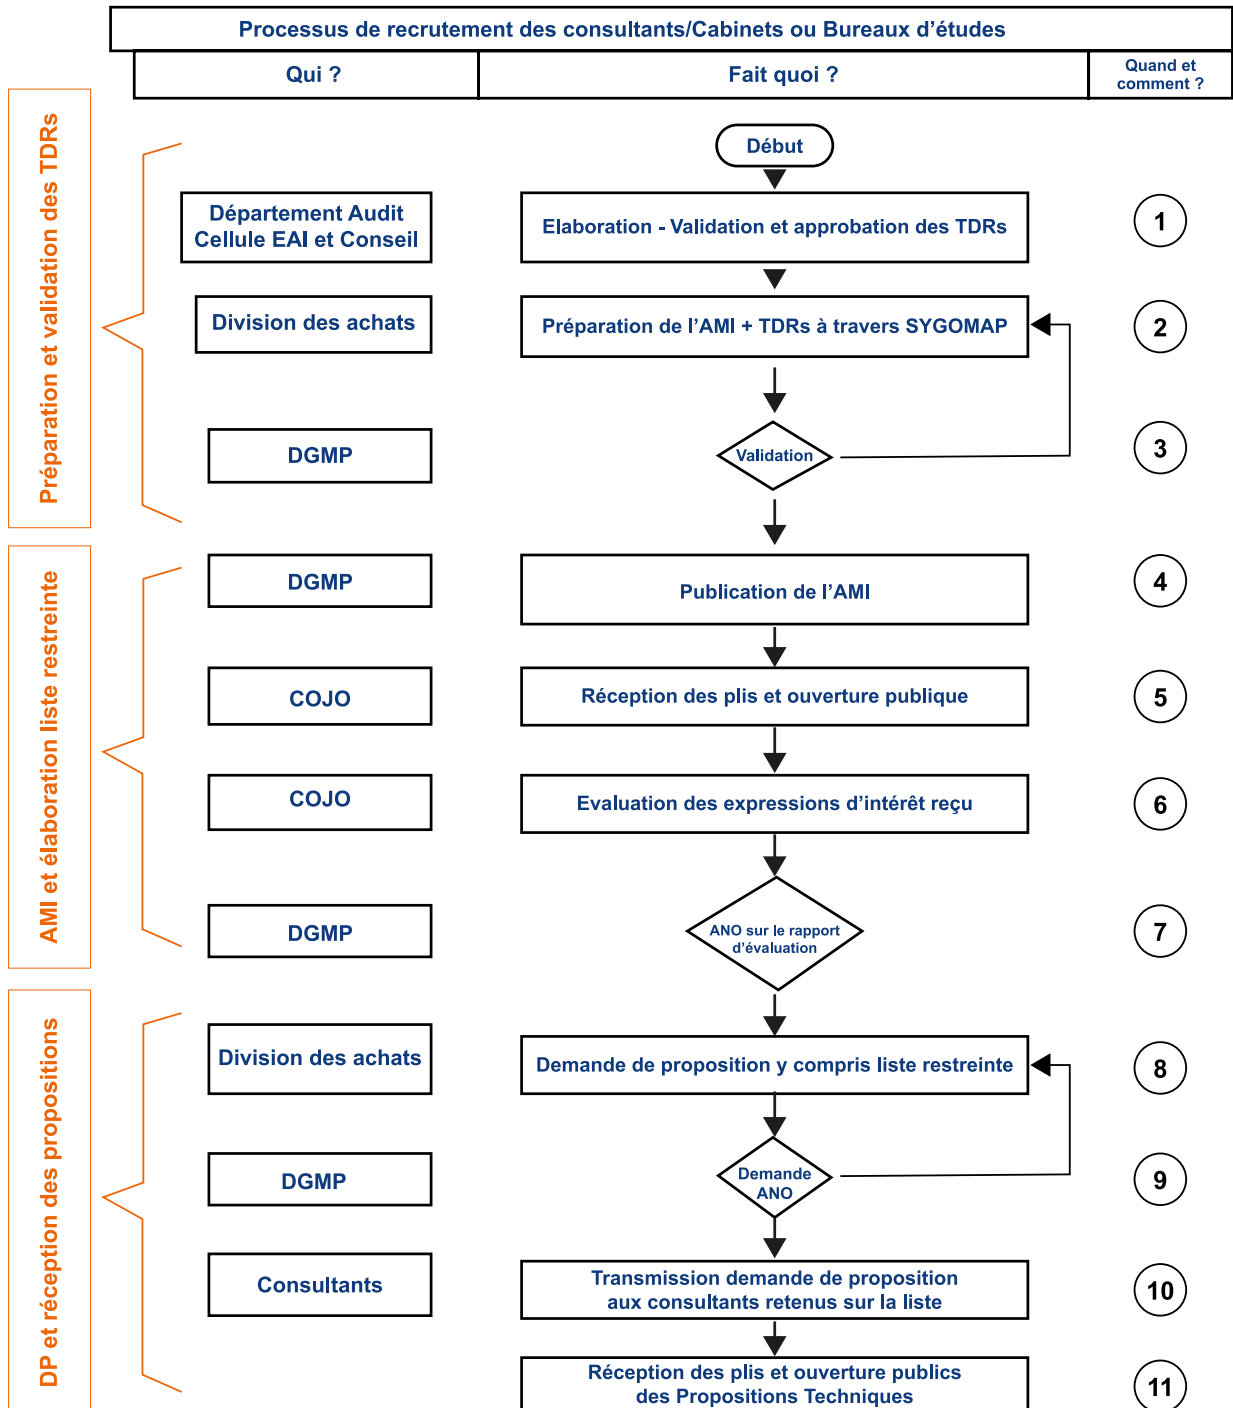 Processus de recrutement des consultants/Cabinets ou Bureaux d'études
Qui ?
Fait quoi ?
Quand et
comment ?
Préparation et validation des TDRs
Début
Département Audit
Cellule EAI et Conseil
Elaboration - Validation et approbation des TDRs
1
Division des achats
Préparation de l'AMI + TDRs à travers SYGOMAP
2
DGMP
Validation
3
AMI et élaboration liste restreinte
DGMP
Publication de l'AMI
4
COJO
Réception des plis et ouverture publique
5
COJO
Evaluation des expressions d'intérêt reçu
6
DGMP
ANO sur le rapport
d'évaluation
7
DP et réception des propositions
Division des achats
Demande de proposition y compris liste restreinte
8
DGMP
Demande
ANO
9
Consultants
Transmission demande de proposition
aux consultants retenus sur la liste
10
Réception des plis et ouverture publics
des Propositions Techniques
11